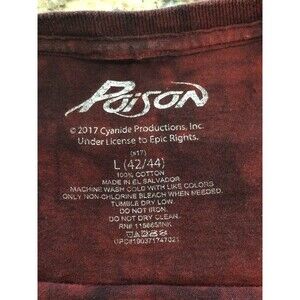 POISON
© 2017 Cyanide Productions, Inc.
Under License to Epic Rights.
L (42/44)
100% COTTON
MADE IN EL SALVADOR
MACHINE WASH COLD WITH LIKE COLORS.
ONLY NON-CHLORINE BLEACH WHEN NEEDED.
TUMBLE DRY LOW.
DO NOT IRON.
DO NOT DRY CLEAN.